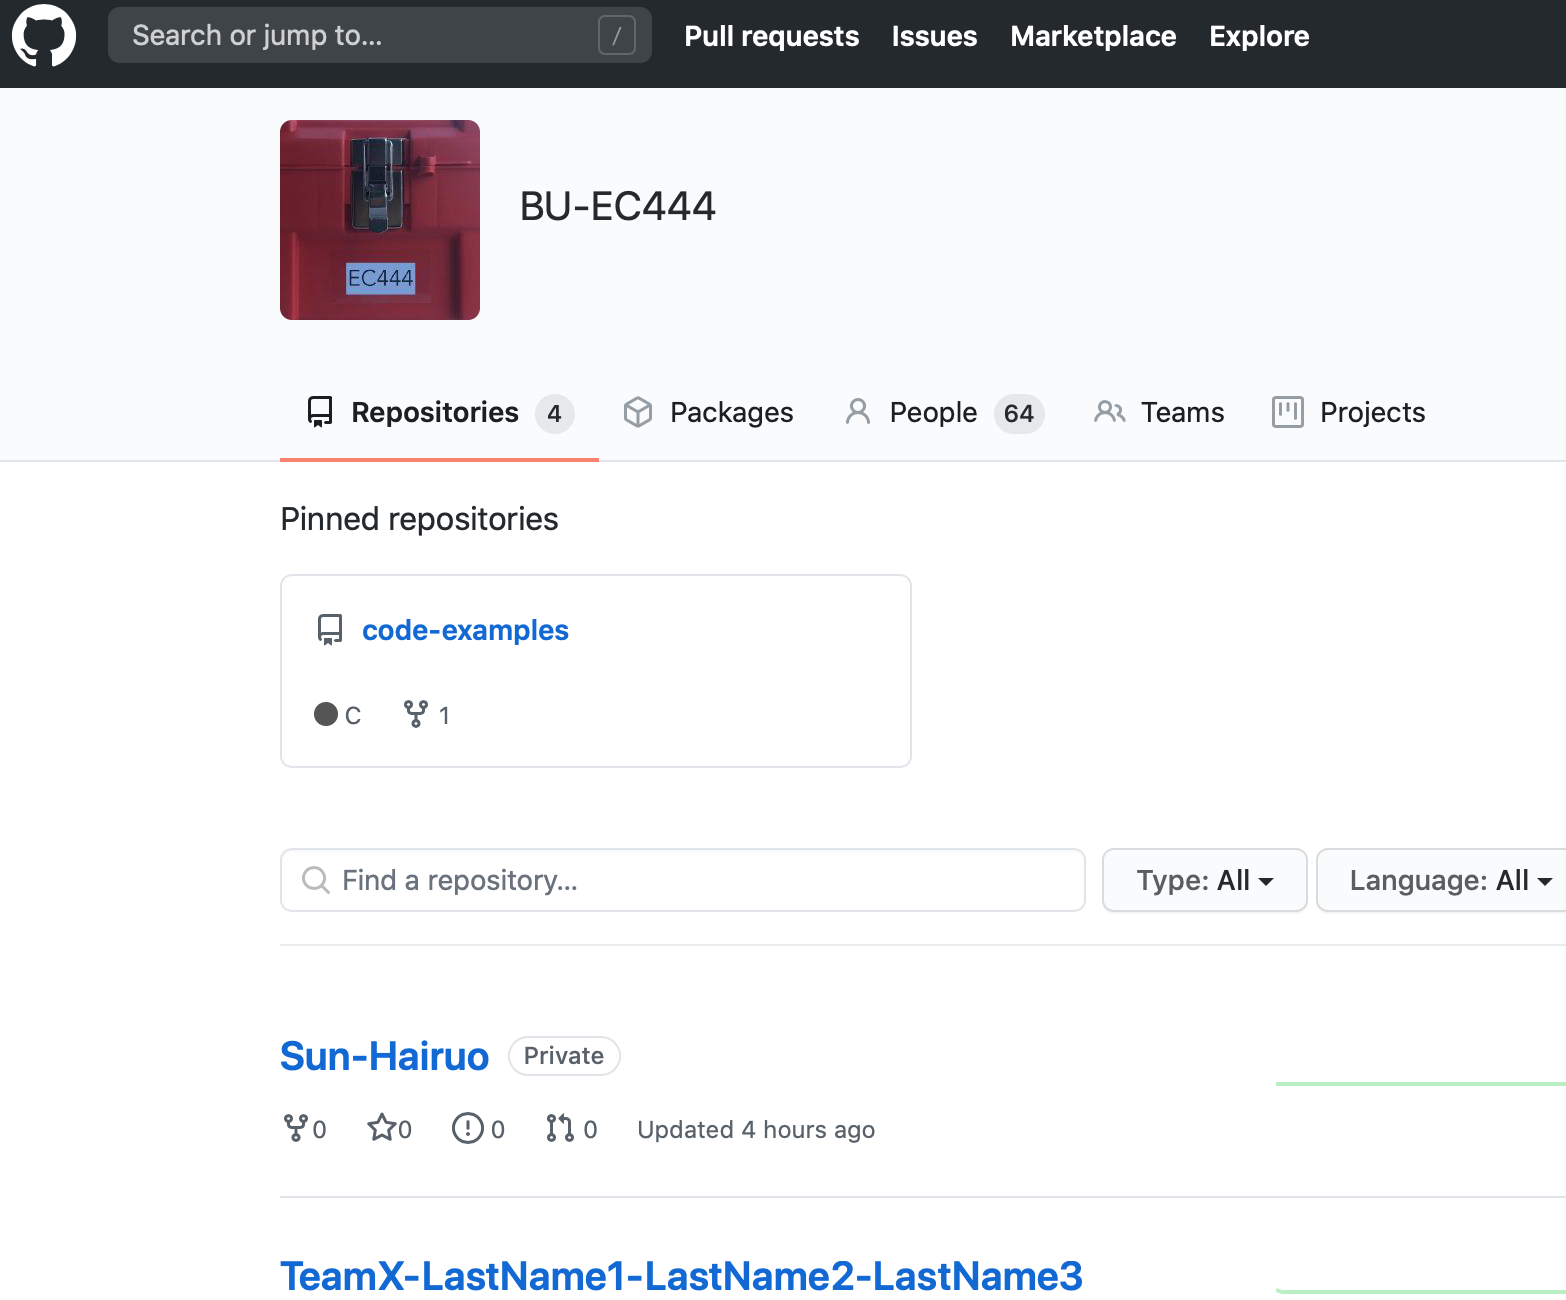 Search or jump to... /
Pull requests Issues Marketplace Explore
EC444
BU-EC444
Repositories 4 Packages People 64 Teams Projects
Pinned repositories
code-examples
C 1
Find a repository... Type: All Language: All
Sun-Hairuo Private
0 0 0 0 Updated 4 hours ago
TeamX-LastName1-LastName2-LastName3